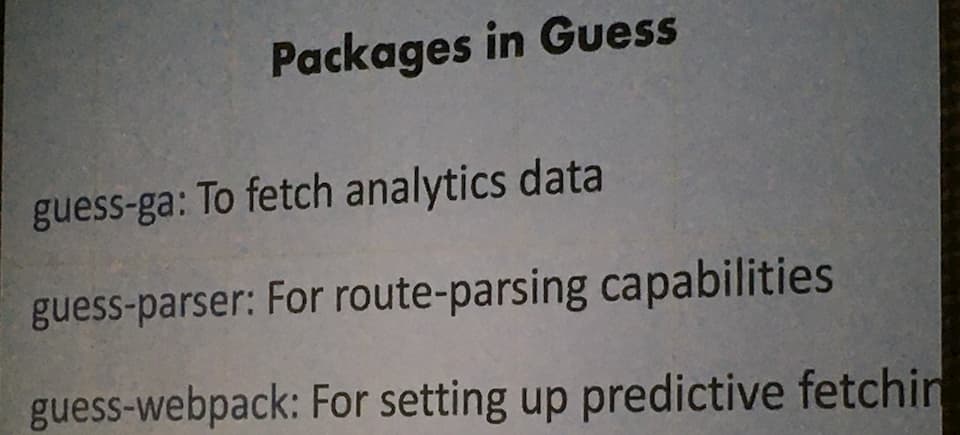 Packages in Guess
guess-ga: To fetch analytics data
guess-parser: For route-parsing capabilities
guess-webpack: For setting up predictive fetchin